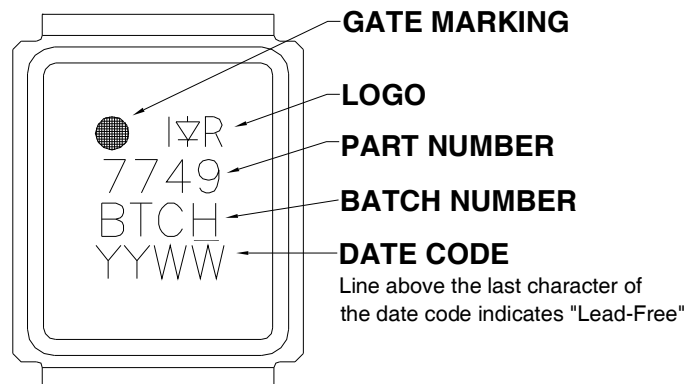 GATE MARKING
I R
LOGO
7749
PART NUMBER
BTCH
BATCH NUMBER
YYWW
DATE CODE
Line above the last character of
the date code indicates "Lead-Free"